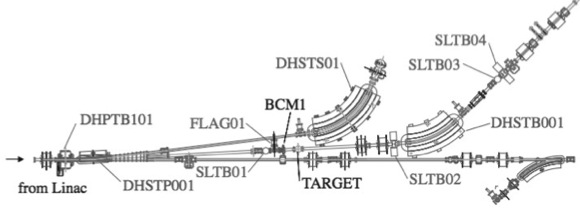 SLTB04
SLTB03
DHSTS01
BCM1
DHPTB101
FLAG01
DHSTB001
from Linac
DHSTP001
SLTB01
TARGET
SLTB02